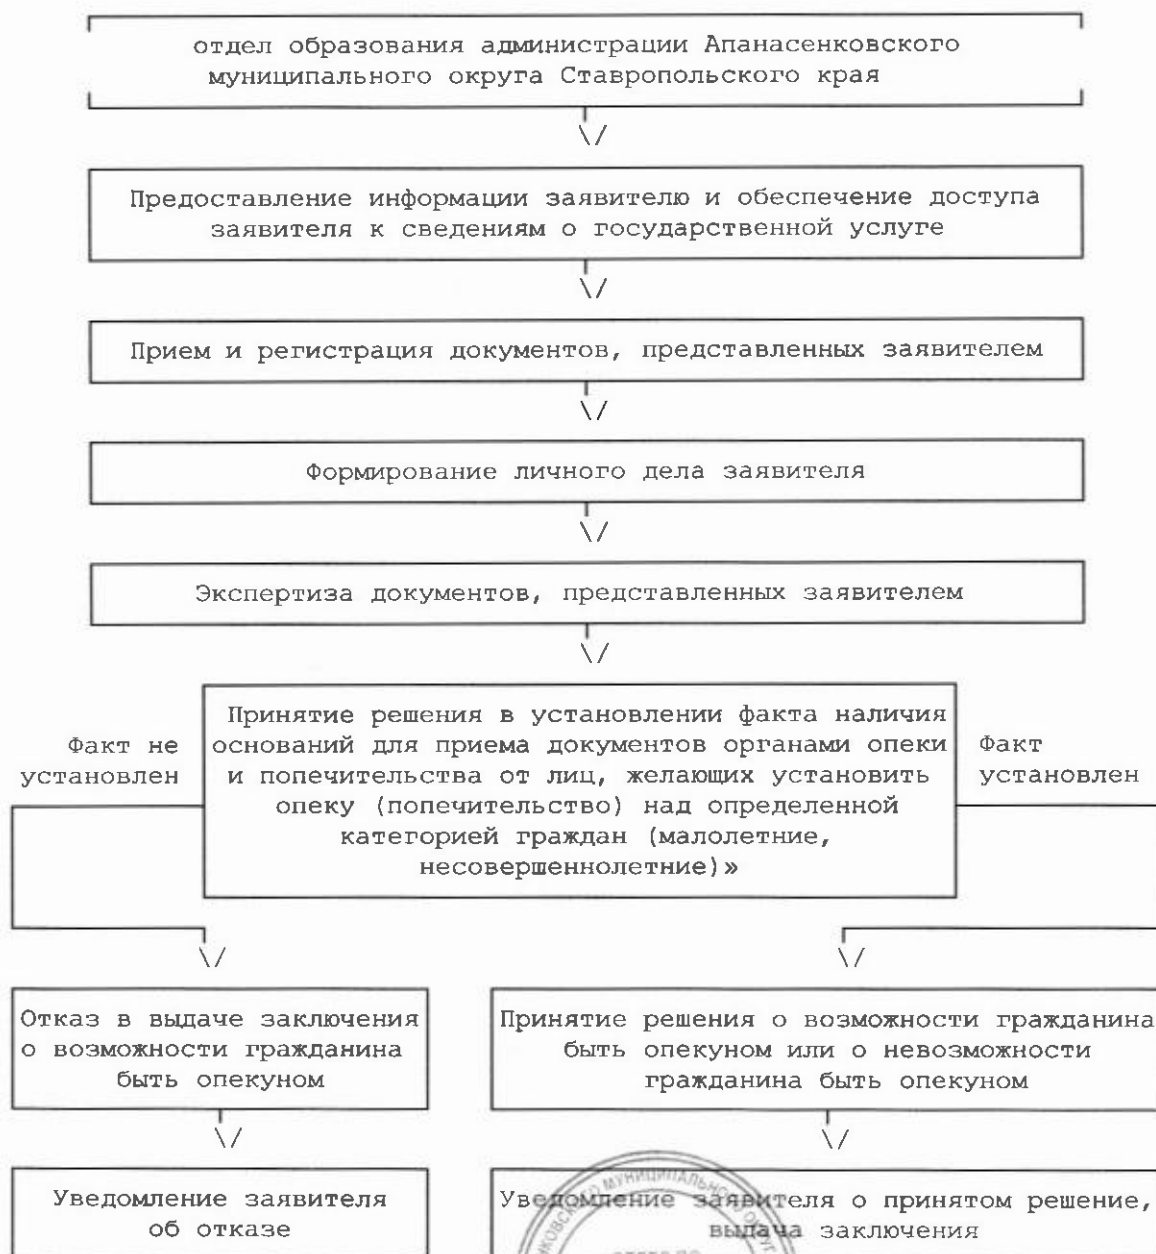 отдел образования администрации Апанасенковского
муниципального округа Ставропольского края
Предоставление информации заявителю и обеспечение доступа
заявителя к сведениям о государственной услуге
Прием и регистрация документов, представленных заявителем
Формирование личного дела заявителя
Экспертиза документов, представленных заявителем
Факт не
установлен
Принятие решения в установлении факта наличия
оснований для приема документов органами опеки
и попечительства от лиц, желающих установить
опеку (попечительство) над определенной
категорией граждан (малолетние,
несовершеннолетние)»
Факт
установлен
Отказ в выдаче заключения
о возможности гражданина
быть опекуном
Принятие решения о возможности гражданина
быть опекуном или о невозможности
гражданина быть опекуном
Уведомление заявителя
об отказе
Уведомление заявителя о принятом решение,
выдача заключения
МУНИЦИПАЛЬНОГО